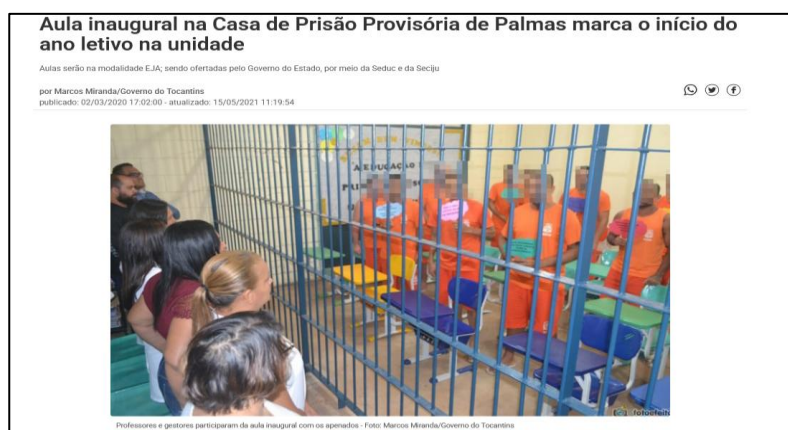 Aula inaugural na Casa de Prisão Provisória de Palmas marca o início do
ano letivo na unidade
Aulas serão na modalidade EJA; sendo ofertadas pelo Governo do Estado, por meio da Seduc e da Seciju
por Marcos Miranda/Governo do Tocantins
publicado: 02/03/2020 17:02:00 - atualizado: 15/05/2021 11:19:54
A EDUCAÇÃO
Professores e gestores participaram da aula inaugural com os apenados - Foto: Marcos Miranda/Governo do Tocantins